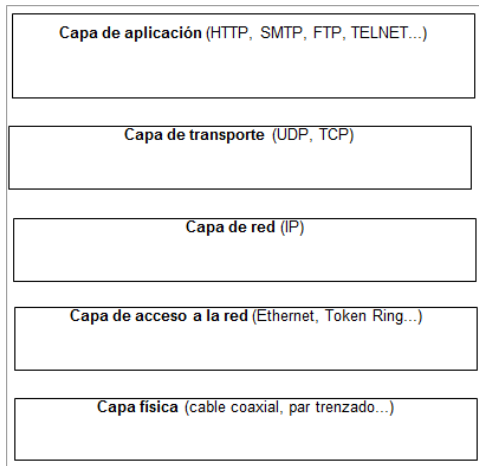 Capa de aplicación (HTTP, SMTP, FTP, TELNET...)
Capa de transporte (UDP, TCP)
Capa de red (IP)
Capa de acceso a la red (Ethernet, Token Ring...)
Capa física (cable coaxial, par trenzado...)